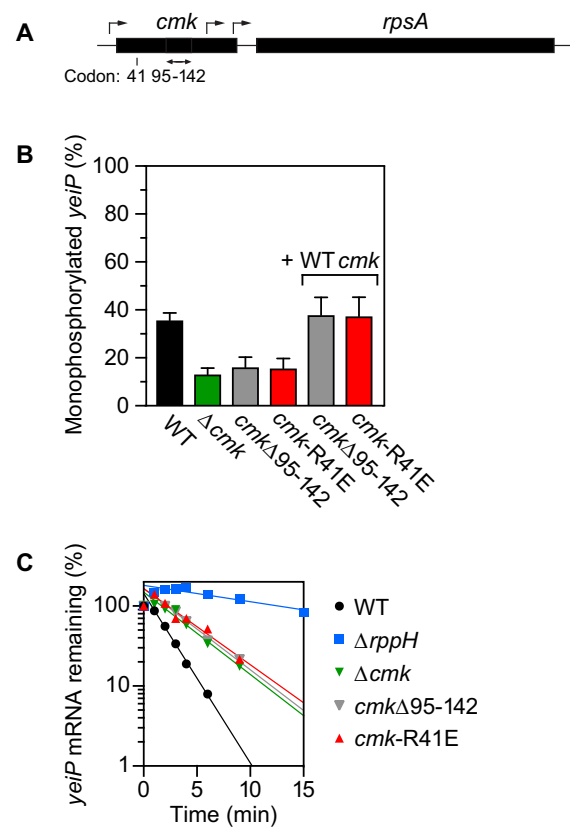 A
cmk rpsA
Codon: 41 95-142
B
Monophosphorylated yeiP (%)
100
80
60
40
20
0
+ WT cmk
WT
Δcmk
cmkΔ95-142
cmk-R41E
cmkΔ95-142
cmk-R41E
C
yeiP mRNA remaining (%)
100
10
1
0 5 10 15
Time (min)
WT
ΔrppH
Δcmk
cmkΔ95-142
cmk-R41E